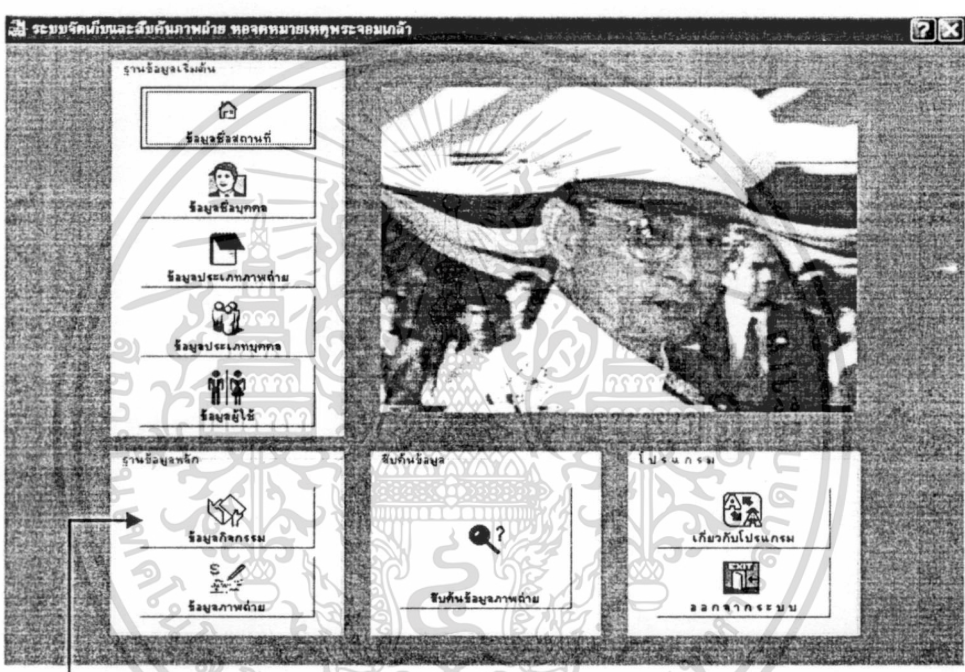 ระบบจัดเก็บและสืบค้นภาพถ่าย หอจดหมายเหตุพระจอมเกล้า
ฐานข้อมูลเริ่มต้น
ข้อมูลชื่อสถานที่
ข้อมูลชื่อบุคคล
ข้อมูลประเภทภาพถ่าย
ข้อมูลประเภทบุคคล
ข้อมูลผู้ใช้
ฐานข้อมูลหลัก
ข้อมูลกิจกรรม
ข้อมูลภาพถ่าย
สืบค้นข้อมูล
?
สืบค้นข้อมูลภาพถ่าย
โปรแกรม
เกี่ยวกับโปรแกรม
EXIT
ออกจากระบบ